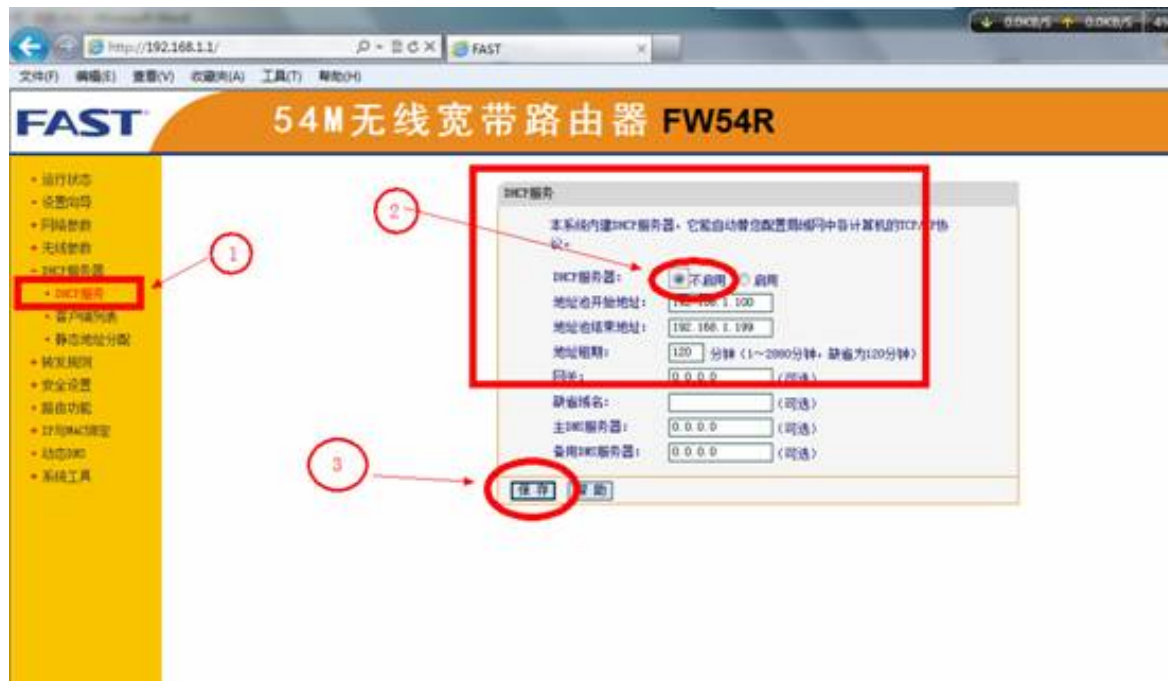 0.0KB/S 0.0KB/S
http://192.168.1.1/
FAST
文件(F) 编辑(E) 查看(V) 收藏夹(A) 工具(T) 帮助(H)
FAST 54M无线宽带路由器 FW54R
运行状态
设置向导
网络参数
无线参数
DHCP服务器
DHCP服务
客户端列表
静态地址分配
转发规则
安全设置
路由功能
IP与MAC绑定
动态DNS
系统工具
1
2
3
DHCP服务
本系统内建DHCP服务器，它能自动替您配置局域网中各计算机的TCP/IP协
议。
DHCP服务器： 不启用 启用
地址池开始地址： 192.168.1.100
地址池结束地址： 192.168.1.199
地址租期： 120 分钟（1～2880分钟，缺省为120分钟）
网关： 0.0.0.0 （可选）
缺省域名： （可选）
主DNS服务器： 0.0.0.0 （可选）
备用DNS服务器： 0.0.0.0 （可选）
保存 帮助